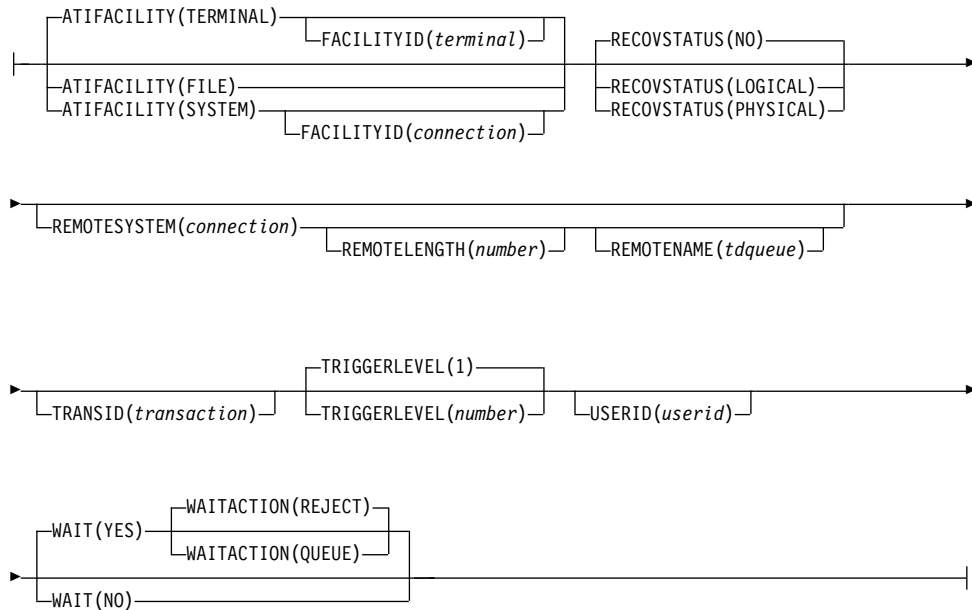 ATIFACILITY(TERMINAL)
FACILITYID(terminal)
ATIFACILITY(FILE)
ATIFACILITY(SYSTEM)
FACILITYID(connection)
RECOVSTATUS(NO)
RECOVSTATUS(LOGICAL)
RECOVSTATUS(PHYSICAL)
REMOTESYSTEM(connection)
REMOTELENGTH(number)
REMOTENAME(tdqueue)
TRANSID(transaction)
TRIGGERLEVEL(1)
TRIGGERLEVEL(number)
USERID(userid)
WAIT(YES)
WAITACTION(REJECT)
WAITACTION(QUEUE)
WAIT(NO)